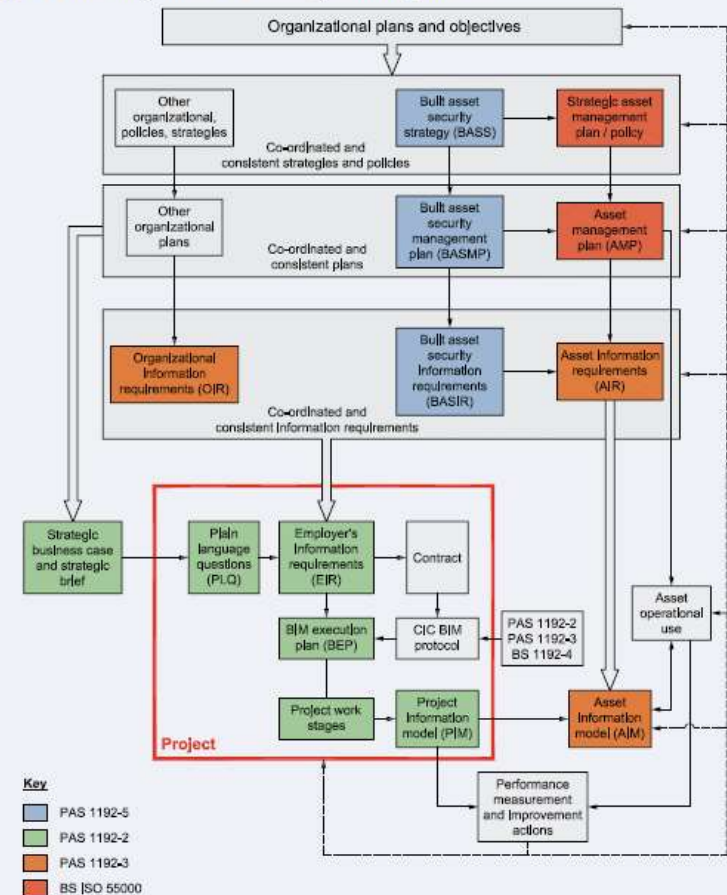 Organizational plans and objectives
Other
organizational,
policies, strategies
Built asset
security
strategy (BASS)
Strategic asset
management
plan / policy
Co-ordinated and
consistent strategies and policies
Other
organizational
plans
Built asset
security
management
plan (BASMP)
Asset
management
plan (AMP)
Co-ordinated and
consistent plans
Organizational
information
requirements (OIR)
Built asset
security
information
requirements
(BASIR)
Asset information
requirements
(AIR)
Co-ordinated and
consistent information requirements
Strategic
business case
and strategic
brief
Plain
language
questions
(PLQ)
Employer's
information
requirements
(EIR)
Contract
Asset
operational
use
BIM execution
plan (BEP)
CIC BIM
protocol
PAS 1192-2
PAS 1192-3
BS 1192-4
Project work
stages
Project
information
model (PIM)
Asset
information
model (AIM)
Project
Performance
measurement
and improvement
actions
Key
PAS 1192-5
PAS 1192-2
PAS 1192-3
BS ISO 55000